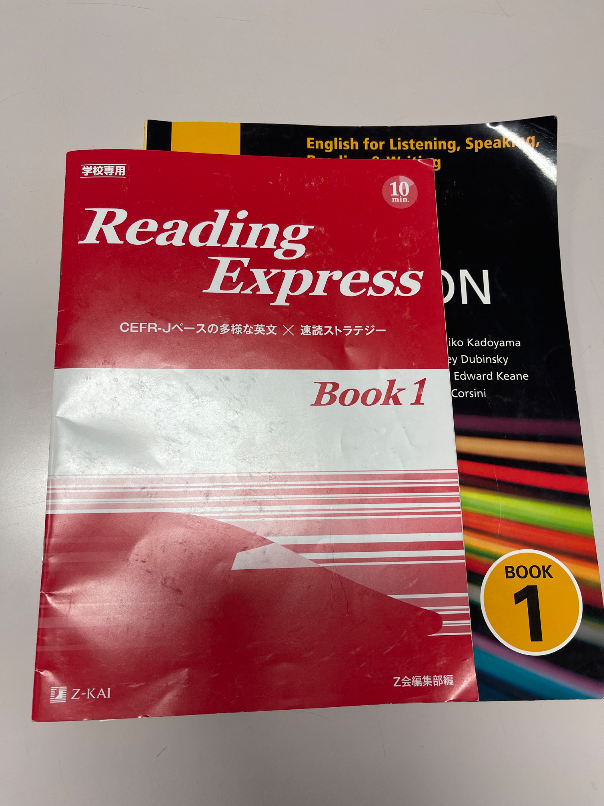 English for Listening, Speaking,
Reading & Writing
学校専用
10
min.
Reading
Express
ON
CEFR-Jベースの多様な英文 × 速読ストラテジー
iko Kadoyama
ey Dubinsky
Edward Keane
Corsini
Book 1
BOOK
1
Z-KAI
Z会編集部編